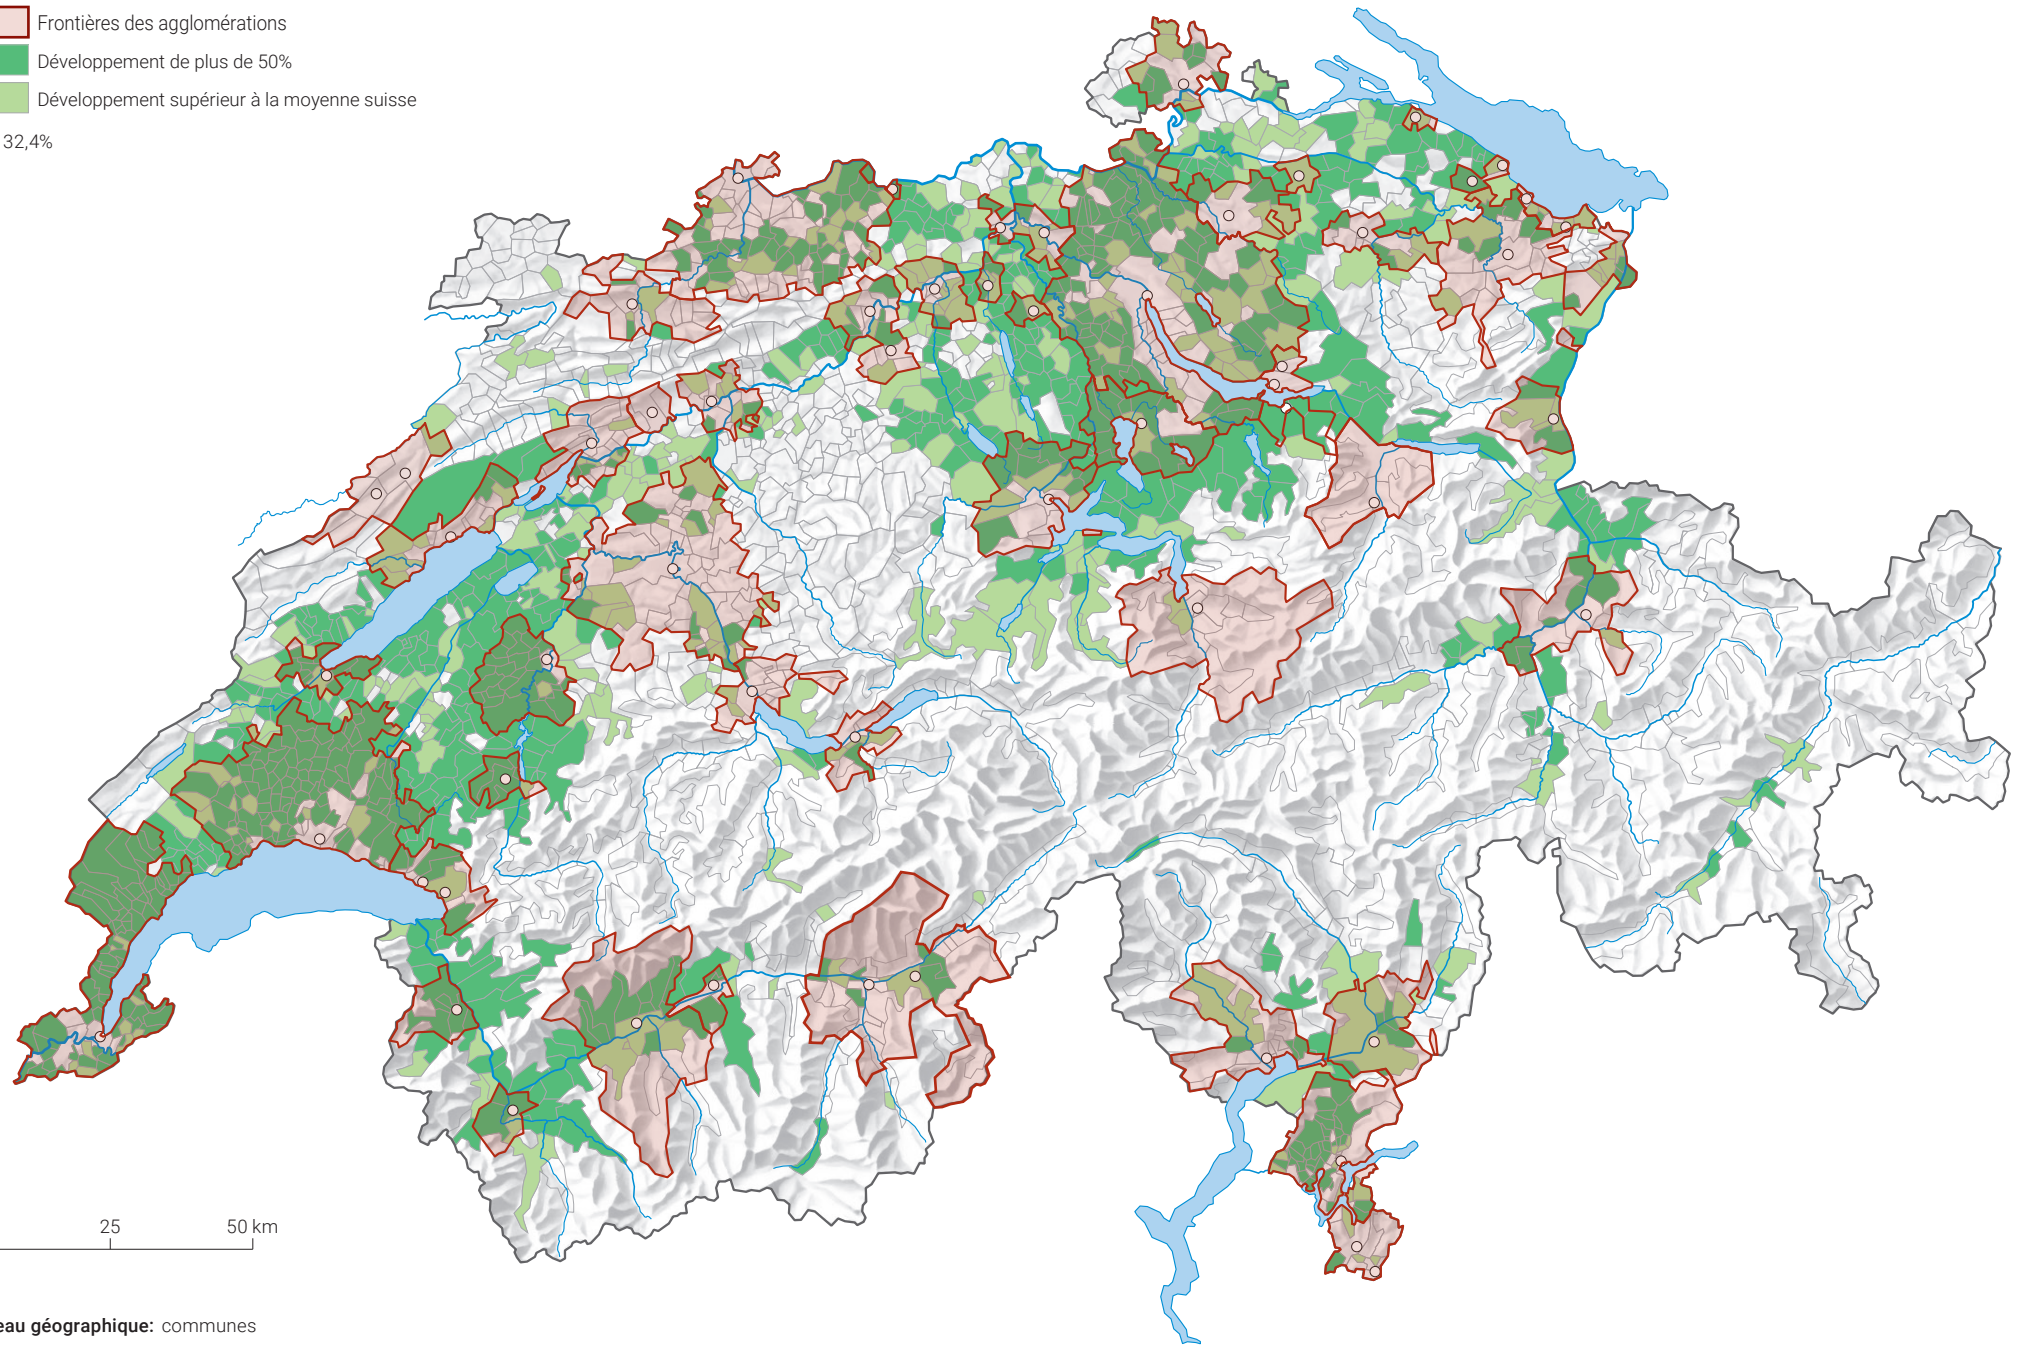 Frontières des agglomérations
Développement de plus de 50%
Développement supérieur à la moyenne suisse
32,4%
25 50 km
géographique: communes